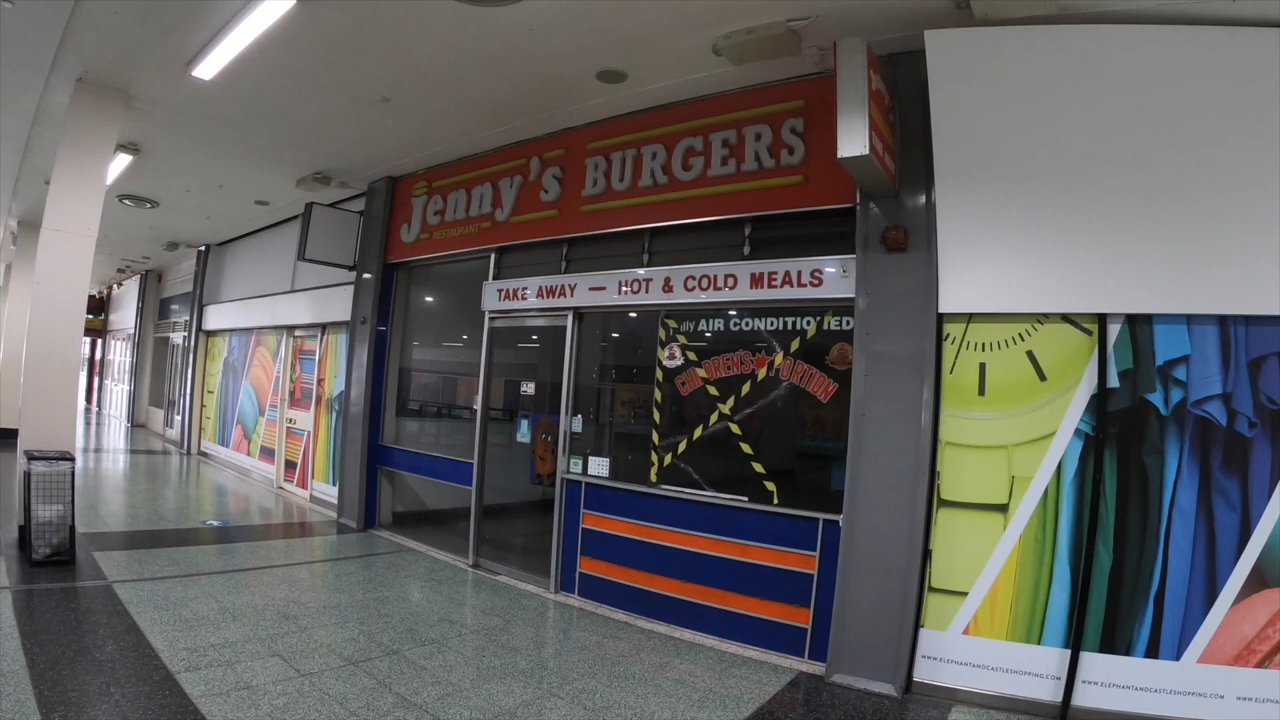 Jenny's BURGERS
RESTAURANT
TAKE AWAY — HOT & COLD MEALS
AIR CONDITIONED
CHILDREN'S PORTION
WWW.ELEPHANTANDCASTLESHOPPING.COM
WWW.ELEPHANTANDCASTLESHOPPING.COM